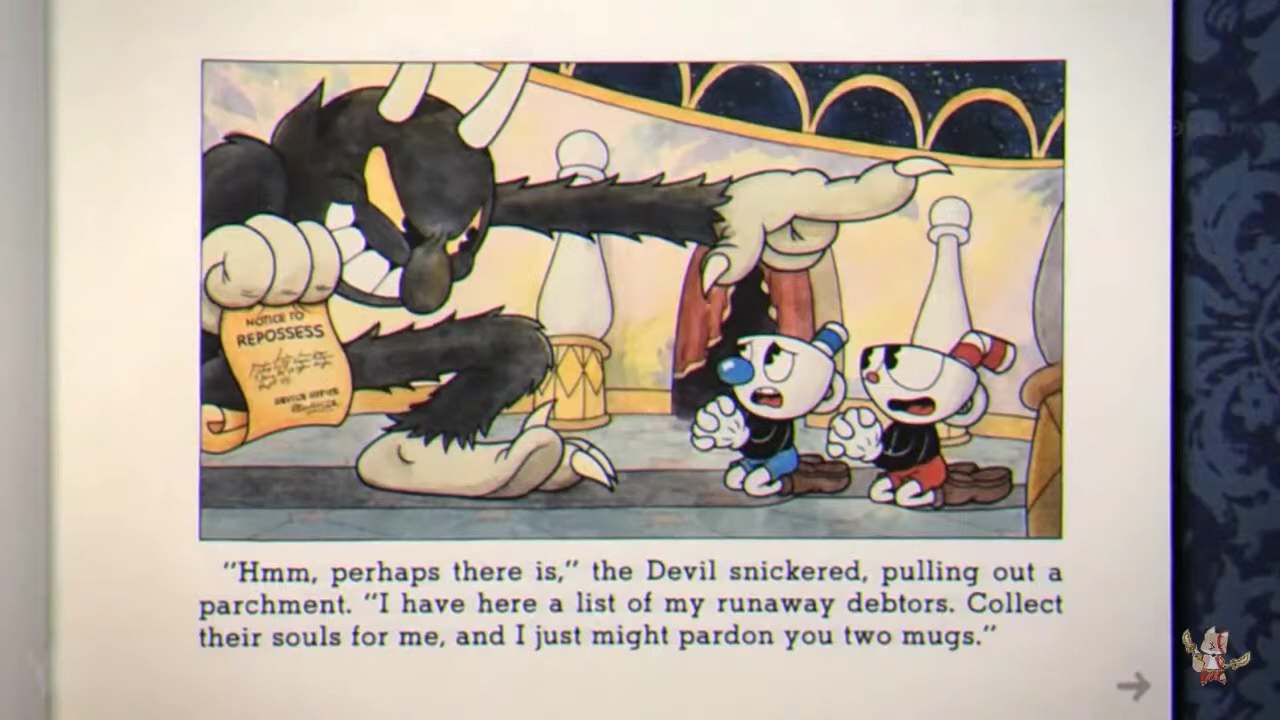 NOTICE TO
REPOSSESS
“Hmm, perhaps there is,” the Devil snickered, pulling out a
parchment. “I have here a list of my runaway debtors. Collect
their souls for me, and I just might pardon you two mugs.”